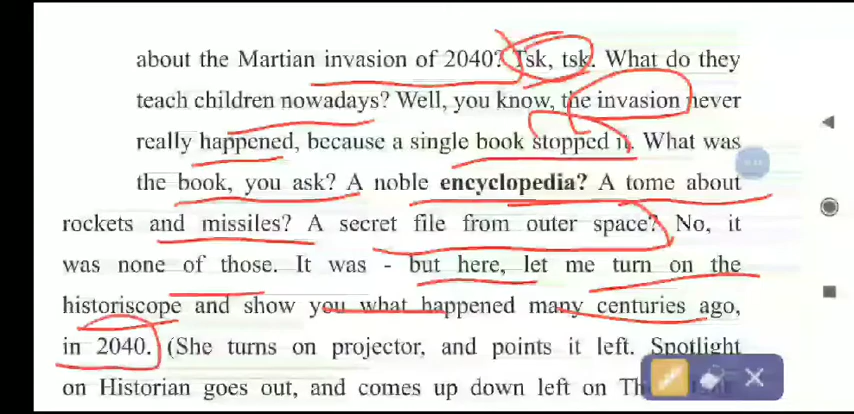 about the Martian invasion of 2040? Tsk, tsk. What do they
teach children nowadays? Well, you know, the invasion never
really happened, because a single book stopped it. What was
the book, you ask? A noble encyclopedia? A tome about
rockets and missiles? A secret file from outer space? No, it
was none of those. It was - but here, let me turn on the
historiscope and show you what happened many centuries ago,
in 2040. (She turns on projector, and points it left. Spotlight
on Historian goes out, and comes up down left on